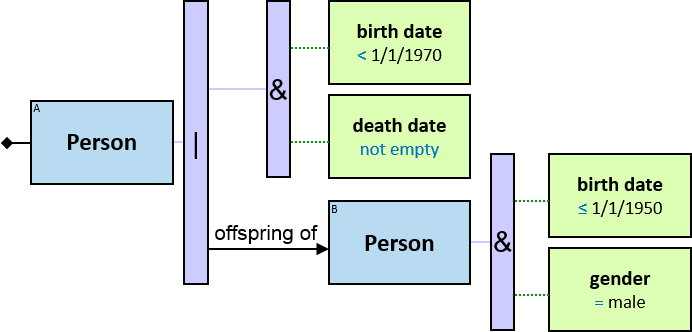 A
Person
|
&
birth date
< 1/1/1970
death date
not empty
offspring of
B
Person
&
birth date
≤ 1/1/1950
gender
= male